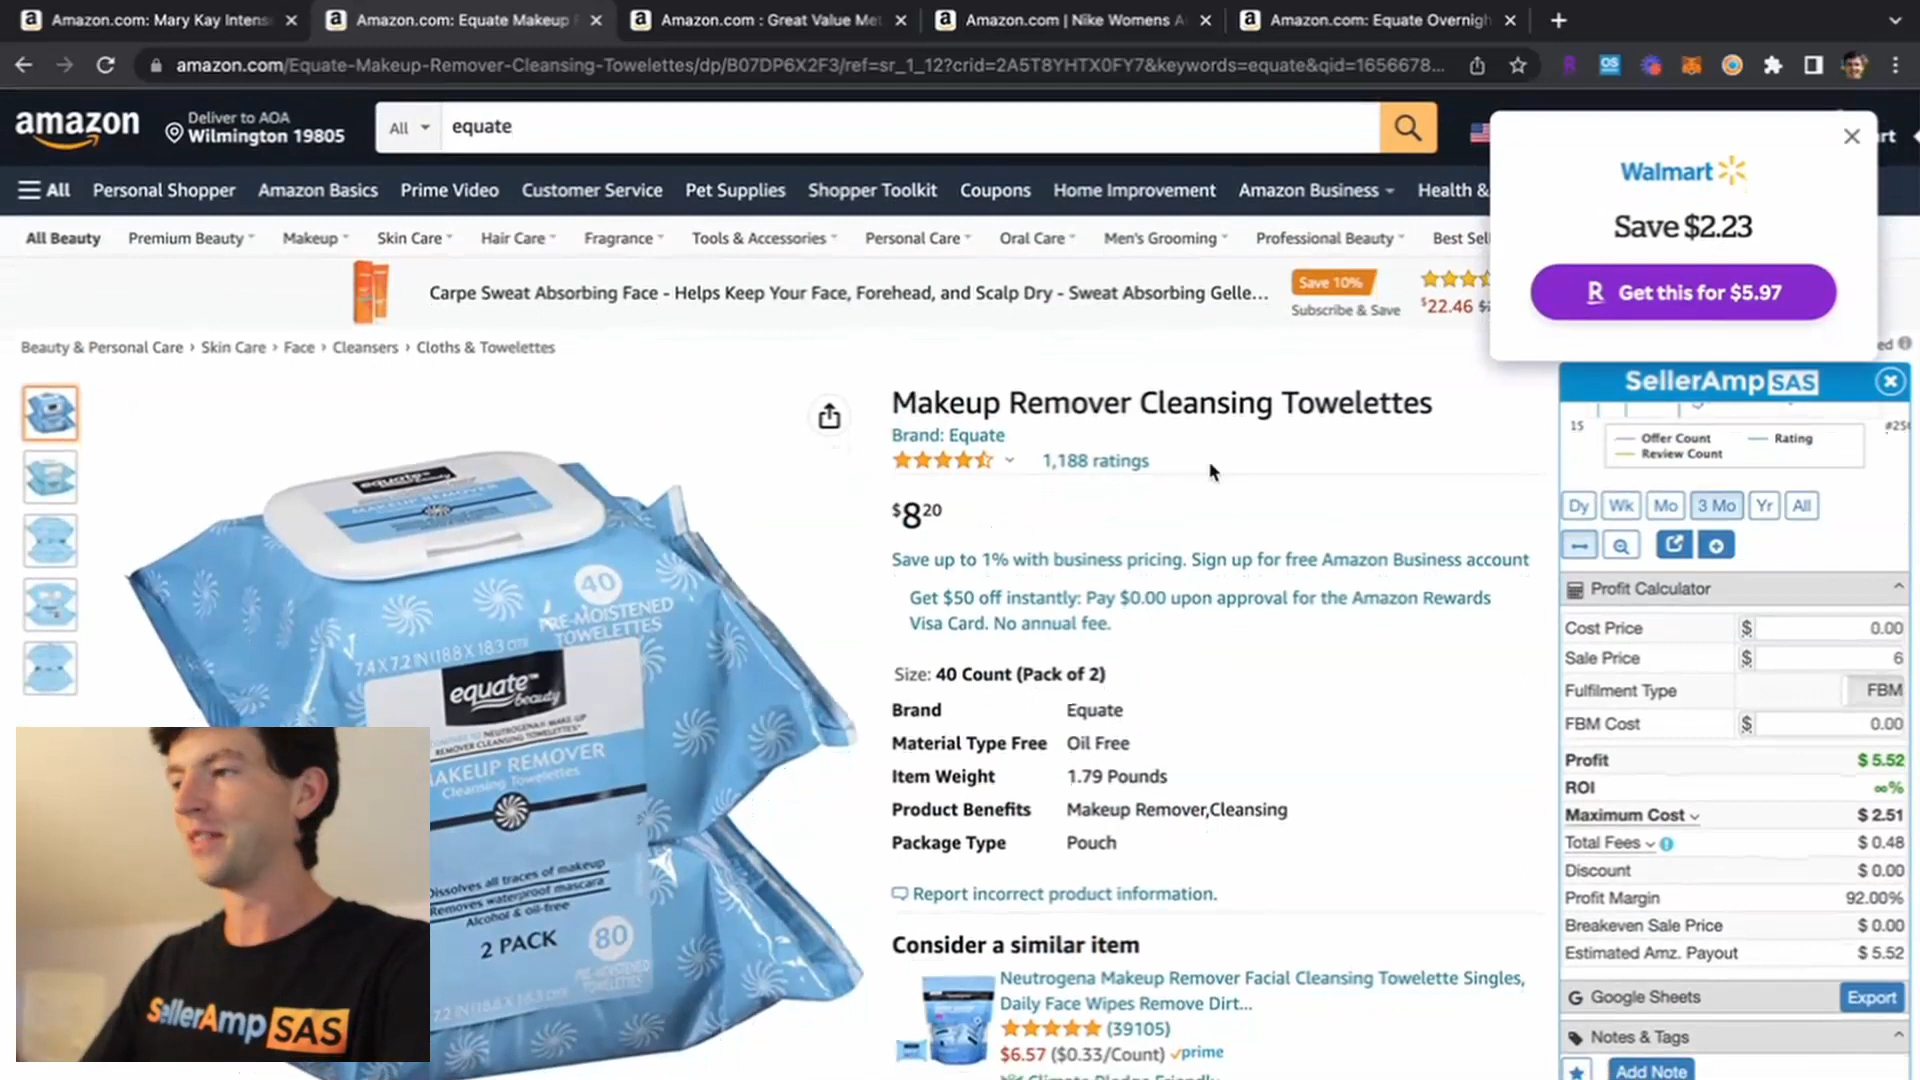 Amazon.com: Mary Kay Intens
Amazon.com: Equate Makeup
Amazon.com : Great Value Me
Amazon.com | Nike Womens A
Amazon.com: Equate Overnigh
amazon.com/Equate-Makeup-Remover-Cleansing-Towelettes/dp/B07DP6X2F3/ref=sr_1_12?crid=2A5T8YHTX0FY7&keywords=equate&qid=1656678...
amazon
Deliver to AOA
Wilmington 19805
All
equate
All
Personal Shopper
Amazon Basics
Prime Video
Customer Service
Pet Supplies
Shopper Toolkit
Coupons
Home Improvement
Amazon Business
Health &
Walmart
Save $2.23
Get this for $5.97
All Beauty
Premium Beauty
Makeup
Skin Care
Hair Care
Fragrance
Tools & Accessories
Personal Care
Oral Care
Men's Grooming
Professional Beauty
Best Sel
Carpe Sweat Absorbing Face - Helps Keep Your Face, Forehead, and Scalp Dry - Sweat Absorbing Gelle...
Save 10%
Subscribe & Save
$22.46
Beauty & Personal Care › Skin Care › Face › Cleansers › Cloths & Towelettes
Makeup Remover Cleansing Towelettes
Brand: Equate
1,188 ratings
$8.20
Save up to 1% with business pricing. Sign up for free Amazon Business account
Get $50 off instantly: Pay $0.00 upon approval for the Amazon Rewards
Visa Card. No annual fee.
Size: 40 Count (Pack of 2)
Brand Equate
Material Type Free Oil Free
Item Weight 1.79 Pounds
Product Benefits Makeup Remover,Cleansing
Package Type Pouch
Report incorrect product information.
Consider a similar item
Neutrogena Makeup Remover Facial Cleansing Towelette Singles,
Daily Face Wipes Remove Dirt...
(39105)
$6.57 ($0.33/Count) prime
Climate Pledge Friendly
equate
MAKEUP REMOVER
40
PRE-MOISTENED
TOWELETTES
7.4 X 7.2 IN (18.8 X 18.3 cm)
equate
beauty
REMOVER CLEANSING TOWELETTES
MAKEUP REMOVER
Cleansing Towelettes
Dissolves all traces of makeup
Removes waterproof mascara
Alcohol & oil-free
2 PACK
80
SellerAmp SAS
SellerAmp SAS
15
Offer Count
Rating
Review Count
Dy
Wk
Mo
3 Mo
Yr
All
Profit Calculator
Cost Price $ 0.00
Sale Price $ 6
Fulfilment Type FBM
FBM Cost $ 0.00
Profit $ 5.52
ROI ∞%
Maximum Cost $ 2.51
Total Fees $ 0.48
Discount $ 0.00
Profit Margin 92.00%
Breakeven Sale Price $ 0.00
Estimated Amz. Payout $ 5.52
Google Sheets
Export
Notes & Tags
Add Note